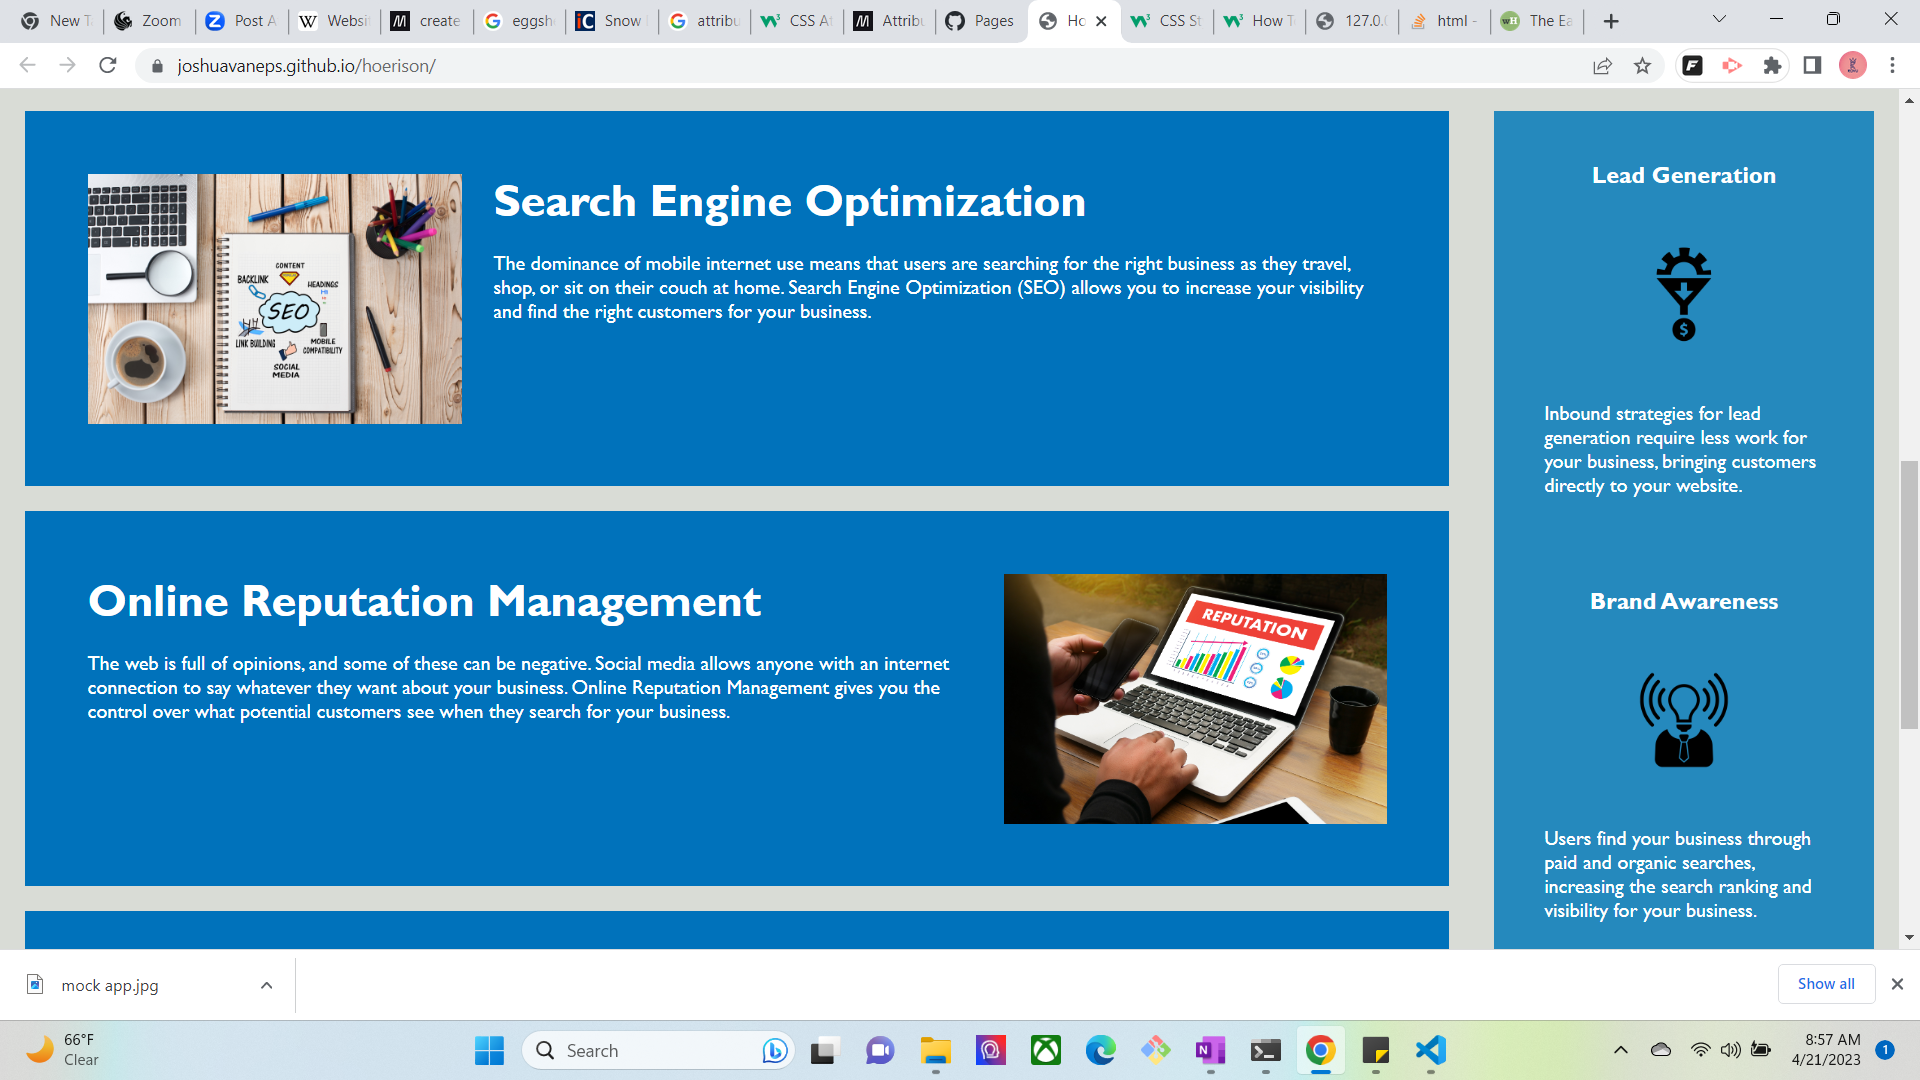 New T
Zoom
Post A
Websit
create
eggshe
Snow
attribu
CSS At
Attribu
Pages
Ho
CSS St
How T
127.0.0
html -
The Ea
joshuavaneps.github.io/hoerison/
Search Engine Optimization
The dominance of mobile internet use means that users are searching for the right business as they travel,
shop, or sit on their couch at home. Search Engine Optimization (SEO) allows you to increase your visibility
and find the right customers for your business.
CONTENT
BACKLINK
HEADINGS
SEO
LINK BUILDING
MOBILE
COMPATIBILITY
SOCIAL
MEDIA
Online Reputation Management
The web is full of opinions, and some of these can be negative. Social media allows anyone with an internet
connection to say whatever they want about your business. Online Reputation Management gives you the
control over what potential customers see when they search for your business.
REPUTATION
Lead Generation
$
Inbound strategies for lead
generation require less work for
your business, bringing customers
directly to your website.
Brand Awareness
Users find your business through
paid and organic searches,
increasing the search ranking and
visibility for your business.
mock app.jpg
Show all
66°F
Clear
Search
8:57 AM
4/21/2023
1